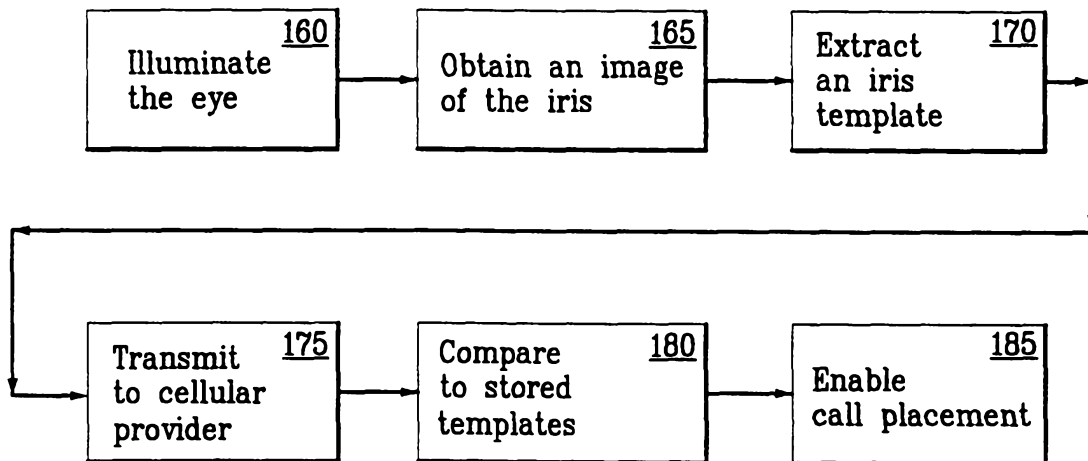 160
Illuminate
the eye
165
Obtain an image
of the iris
170
Extract
an iris
template
175
Transmit
to cellular
provider
180
Compare
to stored
templates
185
Enable
call placement